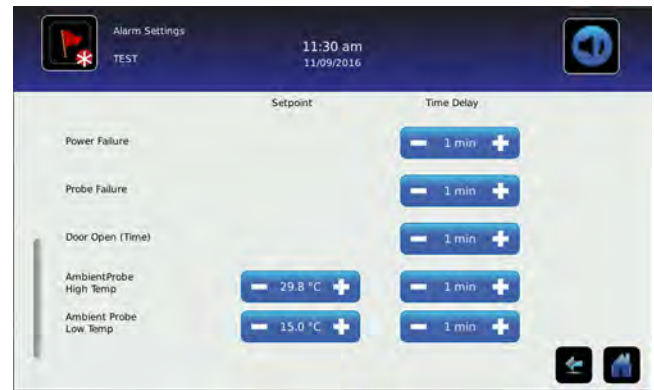 Alarm Settings
TEST
11:30 am
11/09/2016
Setpoint Time Delay
Power Failure 1 min
Probe Failure 1 min
Door Open (Time) 1 min
AmbientProbe
High Temp 29.8 °C 1 min
Ambient Probe
Low Temp 15.0 °C 1 min